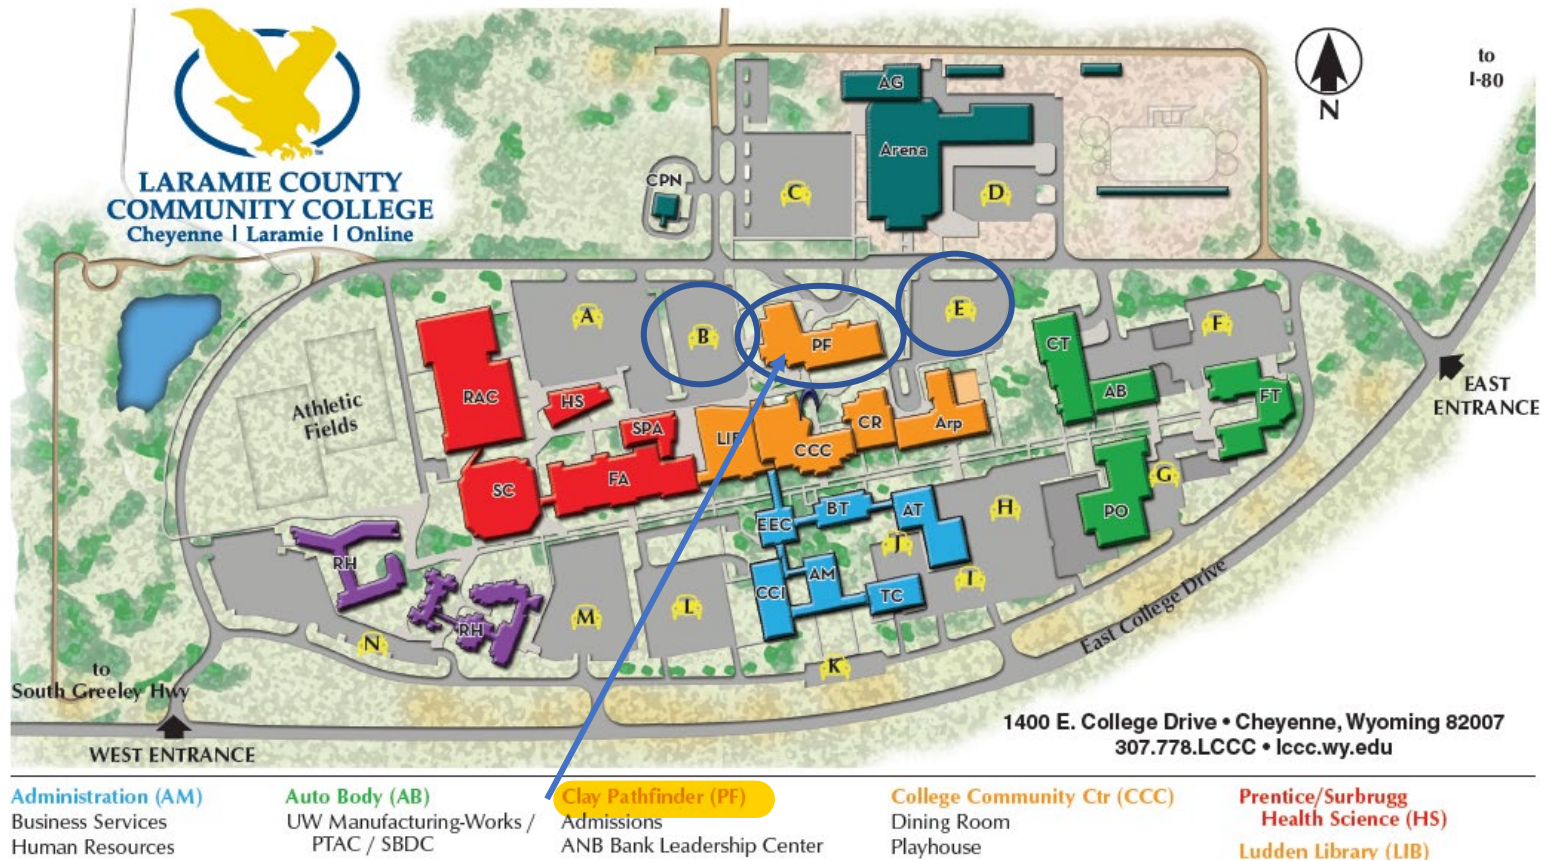 LARAMIE COUNTY
COMMUNITY COLLEGE
Cheyenne | Laramie | Online
TM
N
to
I-80
AG
Arena
CPN
C
D
A
B
PF
E
F
CT
AB
FT
RAC
HS
SPA
LIB
CCC
CR
Arp
Athletic
Fields
SC
FA
EEC
BT
AT
H
G
PO
J
RH
CCI
AM
TC
I
RH
M
L
N
K
EAST
ENTRANCE
East College Drive
to
South Greeley Hwy
WEST ENTRANCE
1400 E. College Drive • Cheyenne, Wyoming 82007
307.778.LCCC • lccc.wy.edu
Administration (AM)
Business Services
Human Resources
Auto Body (AB)
UW Manufacturing-Works /
PTAC / SBDC
Clay Pathfinder (PF)
Admissions
ANB Bank Leadership Center
College Community Ctr (CCC)
Dining Room
Playhouse
Prentice/Surbrugg
Health Science (HS)
Ludden Library (LIB)